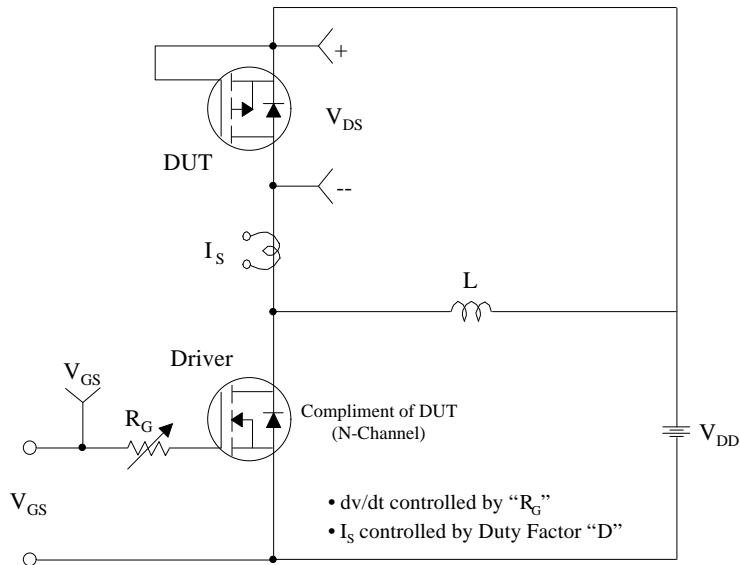 +
V_DS
DUT
--
I_S
L
Driver
V_GS
R_G
Compliment of DUT
(N-Channel)
V_DD
V_GS
• dv/dt controlled by “R_G”
• I_S controlled by Duty Factor “D”